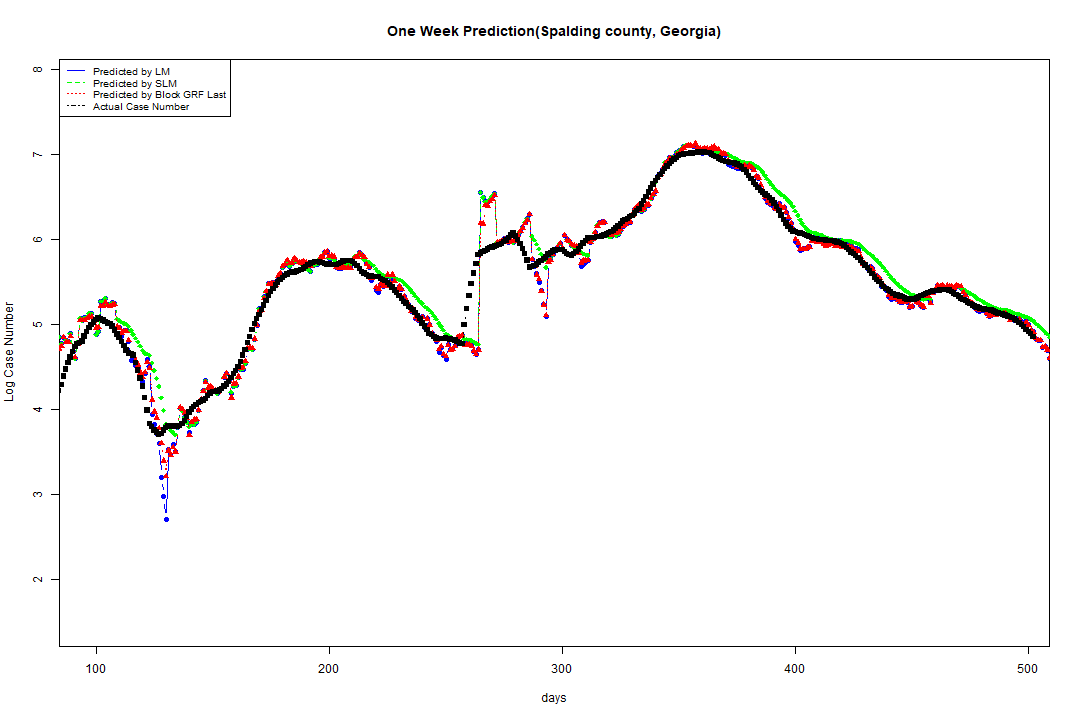 One Week Prediction(Spalding county, Georgia)
Predicted by LM
Predicted by SLM
Predicted by Block GRF Last
Actual Case Number
Log Case Number
8
7
6
5
4
3
2
100
200
300
400
500
days